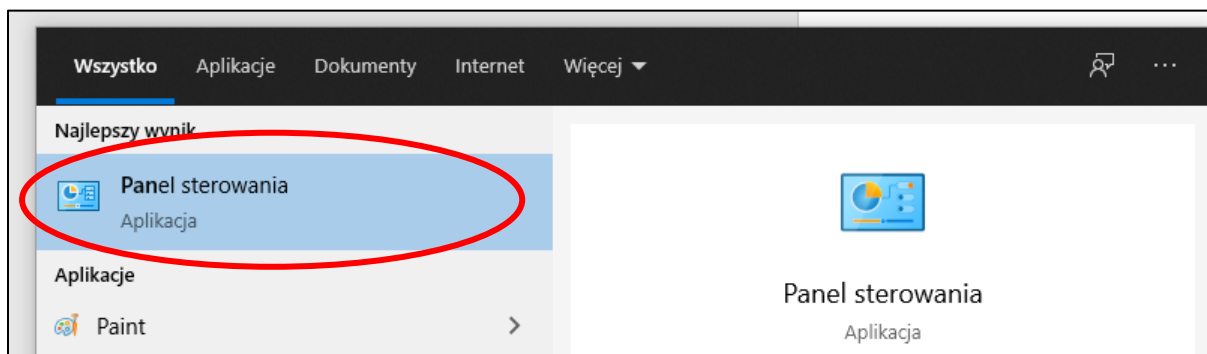 Wszystko Aplikacje Dokumenty Internet Więcej
Najlepszy wynik
Panel sterowania
Aplikacja
Aplikacje
Paint
Panel sterowania
Aplikacja